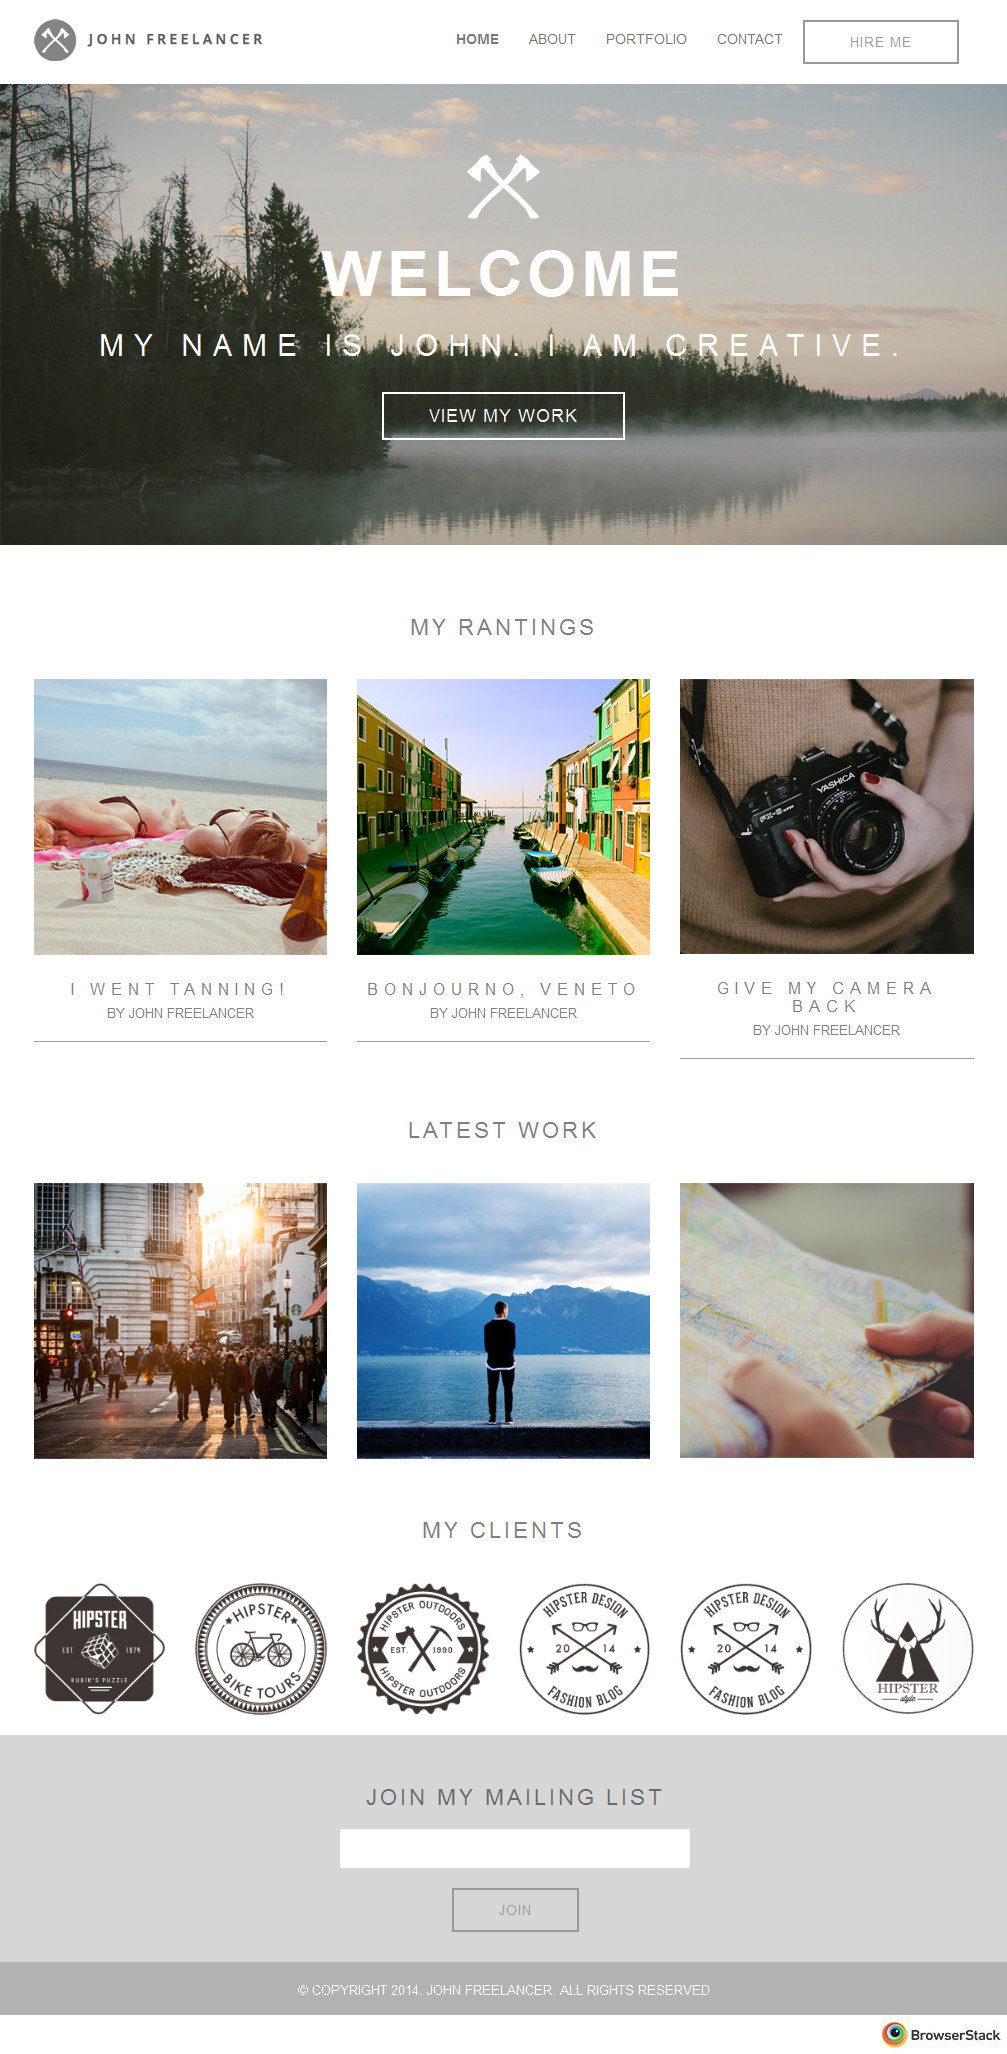 JOHN FREELANCER
HOME ABOUT PORTFOLIO CONTACT HIRE ME
WELCOME
MY NAME IS JOHN. I AM CREATIVE.
VIEW MY WORK
MY RANTINGS
YASHICA
FX-3 SUPER
I WENT TANNING!
BY JOHN FREELANCER
BONJOURNO, VENETO
BY JOHN FREELANCER
GIVE MY CAMERA
BACK
BY JOHN FREELANCER
LATEST WORK
MY CLIENTS
HIPSTER
EST. 1974
RUBIK'S PUZZLE
HIPSTER
BIKE TOURS
HIPSTER OUTDOORS
EST. 1990
HIPSTER OUTDOORS
HIPSTER DESIGN
20 14
FASHION BLOG
HIPSTER DESIGN
20 14
FASHION BLOG
HIPSTER
style
JOIN MY MAILING LIST
JOIN
© COPYRIGHT 2014. JOHN FREELANCER. ALL RIGHTS RESERVED
BrowserStack